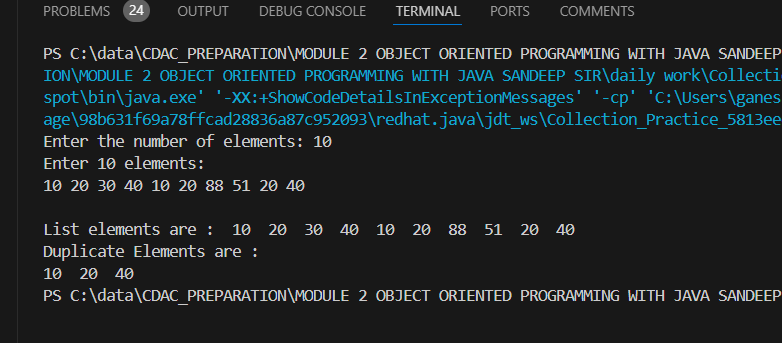 PROBLEMS 24 OUTPUT DEBUG CONSOLE TERMINAL PORTS COMMENTS
PS C:\data\CDAC_PREPARATION\MODULE 2 OBJECT ORIENTED PROGRAMMING WITH JAVA SANDEEP
ION\MODULE 2 OBJECT ORIENTED PROGRAMMING WITH JAVA SANDEEP SIR\daily work\Collecti
spot\bin\java.exe' '-XX:+ShowCodeDetailsInExceptionMessages' '-cp' 'C:\Users\ganes
age\98b631f69a78ffcad28836a87c952093\redhat.java\jdt_ws\Collection_Practice_5813ee
Enter the number of elements: 10
Enter 10 elements:
10 20 30 40 10 20 88 51 20 40
List elements are :  10  20  30  40  10  20  88  51  20  40
Duplicate Elements are :
10  20  40
PS C:\data\CDAC_PREPARATION\MODULE 2 OBJECT ORIENTED PROGRAMMING WITH JAVA SANDEEP